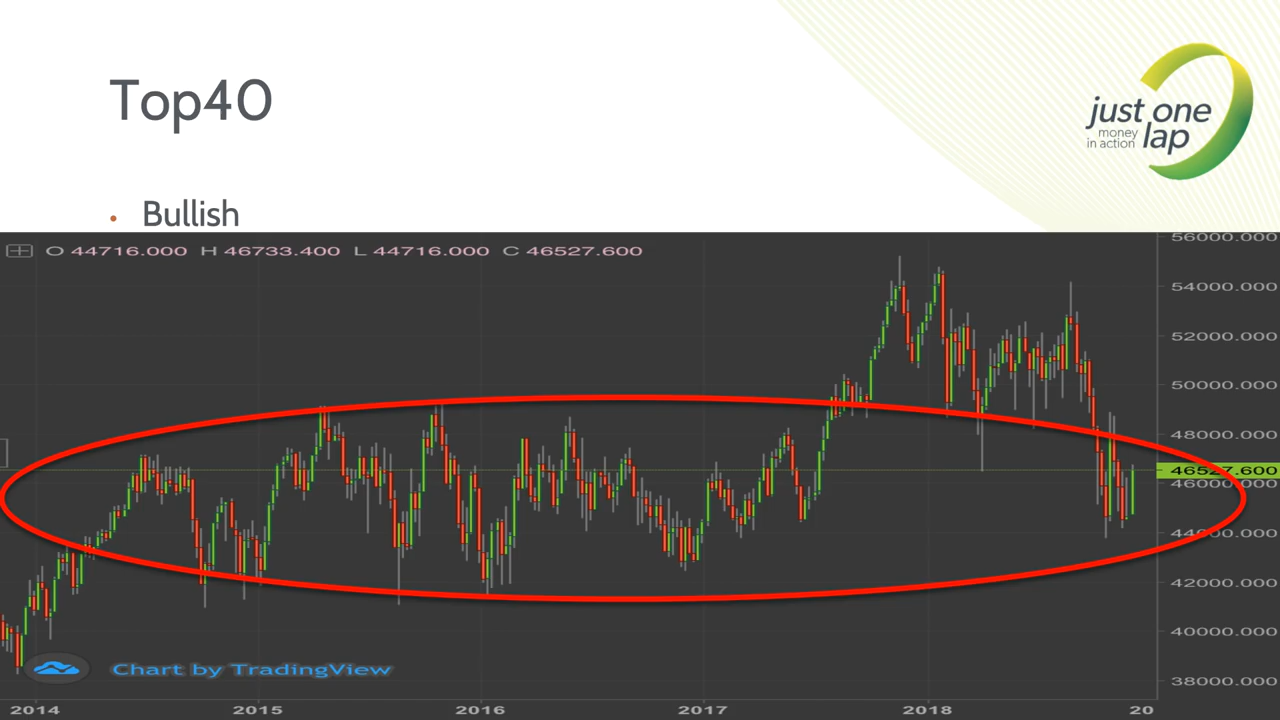 Top40
just one
money
in action lap
• Bullish
O 44716.000 H 46733.400 L 44716.000 C 46527.600
56000.000
54000.000
52000.000
50000.000
48000.000
46527.600
46000.000
44000.000
42000.000
40000.000
38000.000
Chart by TradingView
2014 2015 2016 2017 2018 20